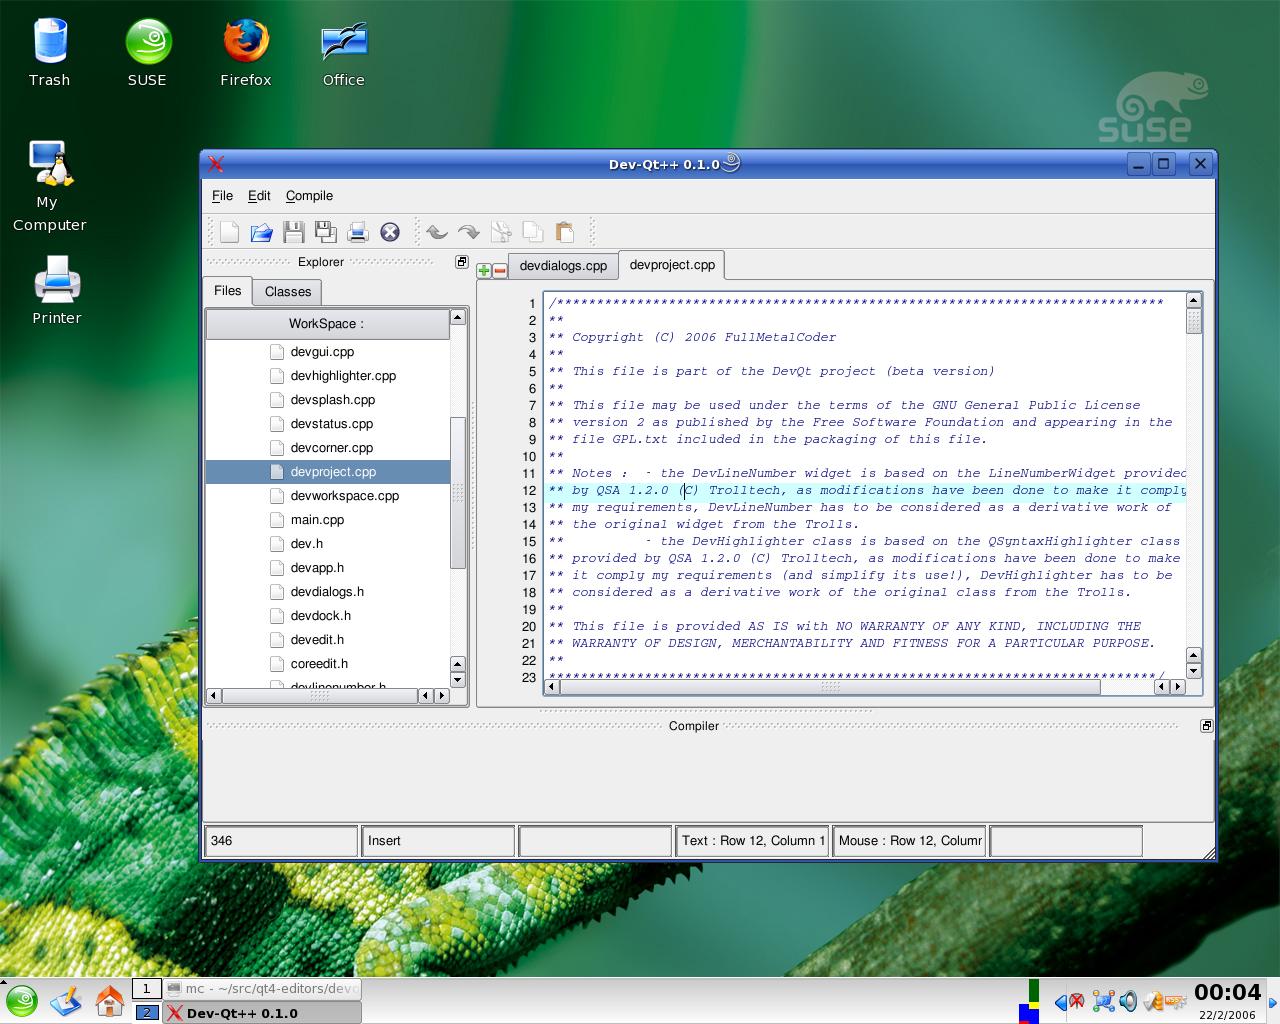 Trash
SUSE
Firefox
Office
My
Computer
Printer
suse
Dev-Qt++ 0.1.0
File Edit Compile
Explorer
Files Classes
WorkSpace :
devgui.cpp
devhighlighter.cpp
devsplash.cpp
devstatus.cpp
devcorner.cpp
devproject.cpp
devworkspace.cpp
main.cpp
dev.h
devapp.h
devdialogs.h
devdock.h
devedit.h
coreedit.h
devlinenumber.h
devdialogs.cpp devproject.cpp
1 /****************************************************************************
2 **
3 ** Copyright (C) 2006 FullMetalCoder
4 **
5 ** This file is part of the DevQt project (beta version)
6 **
7 ** This file may be used under the terms of the GNU General Public License
8 ** version 2 as published by the Free Software Foundation and appearing in the
9 ** file GPL.txt included in the packaging of this file.
10 **
11 ** Notes :  - the DevLineNumber widget is based on the LineNumberWidget provided
12 ** by QSA 1.2.0 (C) Trolltech, as modifications have been done to make it comply
13 ** my requirements, DevLineNumber has to be considered as a derivative work of
14 ** the original widget from the Trolls.
15 **          - the DevHighlighter class is based on the QSyntaxHighlighter class
16 ** provided by QSA 1.2.0 (C) Trolltech, as modifications have been done to make
17 ** it comply my requirements (and simplify its use!), DevHighlighter has to be
18 ** considered as a derivative work of the original class from the Trolls.
19 **
20 ** This file is provided AS IS with NO WARRANTY OF ANY KIND, INCLUDING THE
21 ** WARRANTY OF DESIGN, MERCHANTABILITY AND FITNESS FOR A PARTICULAR PURPOSE.
22 **
23 ****************************************************************************/
Compiler
346 Insert Text : Row 12, Column 1 Mouse : Row 12, Column
1 mc - ~/src/qt4-editors/devq
2 Dev-Qt++ 0.1.0
00:04
22/2/2006